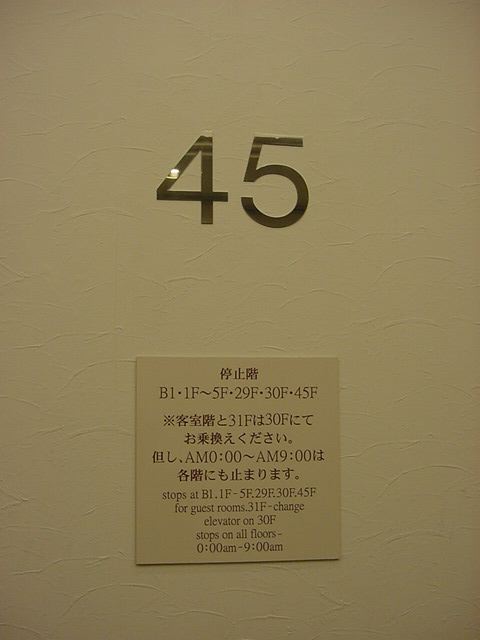 45
停止階
B1・1F〜5F・29F・30F・45F
※客室階と31Fは30Fにて
お乗換えください。
但し、AM0:00〜AM9:00は
各階にも止まります。
stops at B1.1F-5F.29F.30F.45F
for guest rooms.31F-change
elevator on 30F
stops on all floors-
0:00am-9:00am